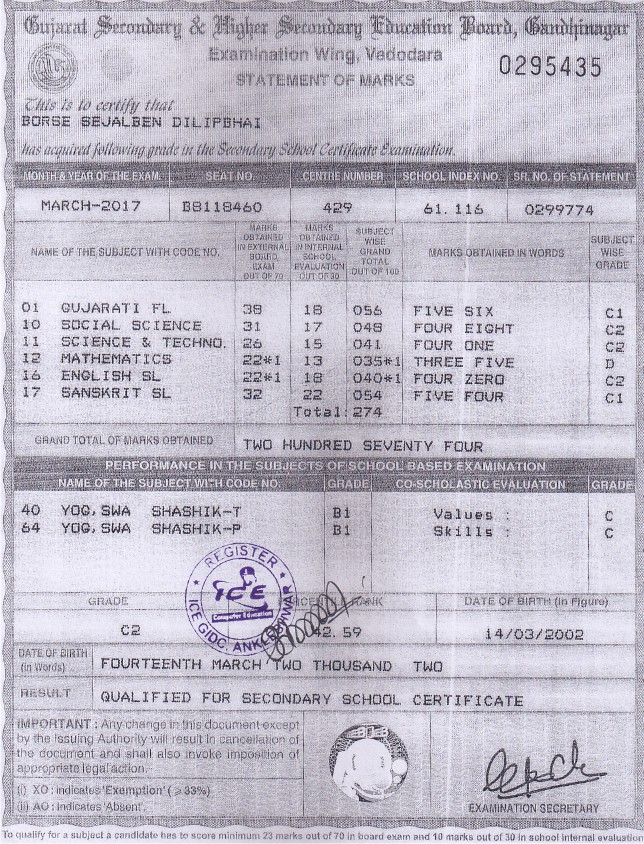 Gujarat Secondary & Higher Secondary Education Board, Gandhinagar
Examination Wing, Vadodara
0295435
STATEMENT OF MARKS
This is to certify that
BORSE SEJALBEN DILIPBHAI
has acquired following grade in the Secondary School Certificate Examination.
MONTH & YEAR OF THE EXAM. SEAT NO CENTRE NUMBER SCHOOL INDEX NO. SR. NO. OF STATEMENT
MARCH-2017 B8118460 429 61.116 0299774
NAME OF THE SUBJECT WITH CODE NO. MARKS OBTAINED IN EXTERNAL BOARD EXAM OUT OF 70 MARKS OBTAINED IN INTERNAL SCHOOL EVALUATION OUT OF 30 SUBJECT WISE GRAND TOTAL OUT OF 100 MARKS OBTAINED IN WORDS SUBJECT WISE GRADE
01 GUJARATI FL 38 18 056 FIVE SIX C1
10 SOCIAL SCIENCE 31 17 048 FOUR EIGHT C2
11 SCIENCE & TECHNO. 26 15 041 FOUR ONE C2
12 MATHEMATICS 22*1 13 035*1 THREE FIVE D
16 ENGLISH SL 22*1 18 040*1 FOUR ZERO C2
17 SANSKRIT SL 32 22 054 FIVE FOUR C1
Total: 274
GRAND TOTAL OF MARKS OBTAINED TWO HUNDRED SEVENTY FOUR
PERFORMANCE IN THE SUBJECTS OF SCHOOL BASED EXAMINATION
NAME OF THE SUBJECT WITH CODE NO. GRADE CO-SCHOLASTIC EVALUATION GRADE
40 YOG,SWA SHASHIK-T B1 Values : C
64 YOG,SWA SHASHIK-P B1 Skills : C
REGISTER
ICE
Computer Education
ICE GIDC, ANKLESHWAR
GRADE RANK DATE OF BIRTH (In Figure)
C2 42.59 14/03/2002
DATE OF BIRTH (In Words) FOURTEENTH MARCH TWO THOUSAND TWO
RESULT QUALIFIED FOR SECONDARY SCHOOL CERTIFICATE
IMPORTANT : Any change in this document except
by the Issuing Authority will result in cancellation of
the document and shall also invoke imposition of
appropriate legal action.
(i) XO : indicates 'Exemption' (≥ 33%)
(ii) AO : Indicates 'Absent'.
EXAMINATION SECRETARY
To qualify for a subject a candidate has to score minimum 23 marks out of 70 in board exam and 10 marks out of 30 in school internal evaluation